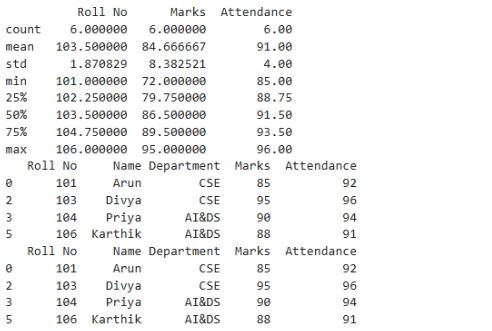 Roll No      Marks  Attendance
count    6.000000   6.000000        6.00
mean   103.500000  84.666667       91.00
std      1.870829   8.382521        4.00
min    101.000000  72.000000       85.00
25%    102.250000  79.750000       88.75
50%    103.500000  86.500000       91.50
75%    104.750000  89.500000       93.50
max    106.000000  96.000000       96.00
   Roll No     Name Department  Marks  Attendance
0      101     Arun        CSE     85          92
2      103    Divya        CSE     95          96
3      104    Priya      AI&DS     90          94
5      106  Karthik      AI&DS     88          91
   Roll No     Name Department  Marks  Attendance
0      101     Arun        CSE     85          92
2      103    Divya        CSE     95          96
3      104    Priya      AI&DS     90          94
5      106  Karthik      AI&DS     88          91